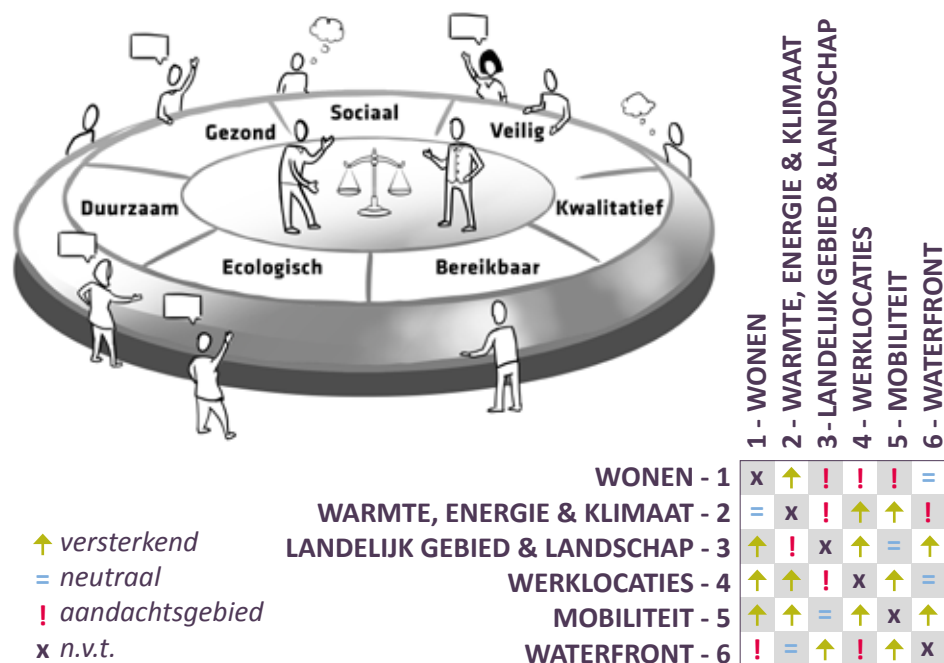 Sociaal
Gezond
Veilig
Duurzaam
Kwalitatief
Ecologisch
Bereikbaar
1 - WONEN
2 - WARMTE, ENERGIE & KLIMAAT
3 - LANDELIJK GEBIED & LANDSCHAP
4 - WERKLOCATIES
5 - MOBILITEIT
6 - WATERFRONT
WONEN - 1 x ↑ ! ! ! =
WARMTE, ENERGIE & KLIMAAT - 2 = x ! ↑ ↑ !
LANDELIJK GEBIED & LANDSCHAP - 3 ↑ ! x ↑ = ↑
WERKLOCATIES - 4 ↑ ↑ ! x ↑ =
MOBILITEIT - 5 ↑ ↑ = ↑ x ↑
WATERFRONT - 6 ! = ↑ ! ↑ x
↑ versterkend
= neutraal
! aandachtsgebied
x n.v.t.